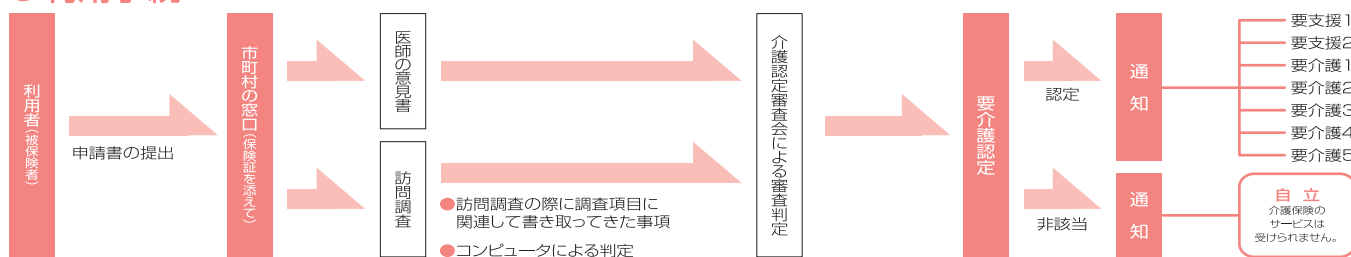 利用者(被保険者)
申請書の提出
市町村の窓口(保険証を添えて)
医師の意見書
訪問調査
●訪問調査の際に調査項目に
関連して書き取ってきた事項
●コンピュータによる判定
介護認定審査会による審査判定
要介護認定
認定
通知
要支援1
要支援2
要介護1
要介護2
要介護3
要介護4
要介護5
非該当
通知
自立
介護保険の
サービスは
受けられません。